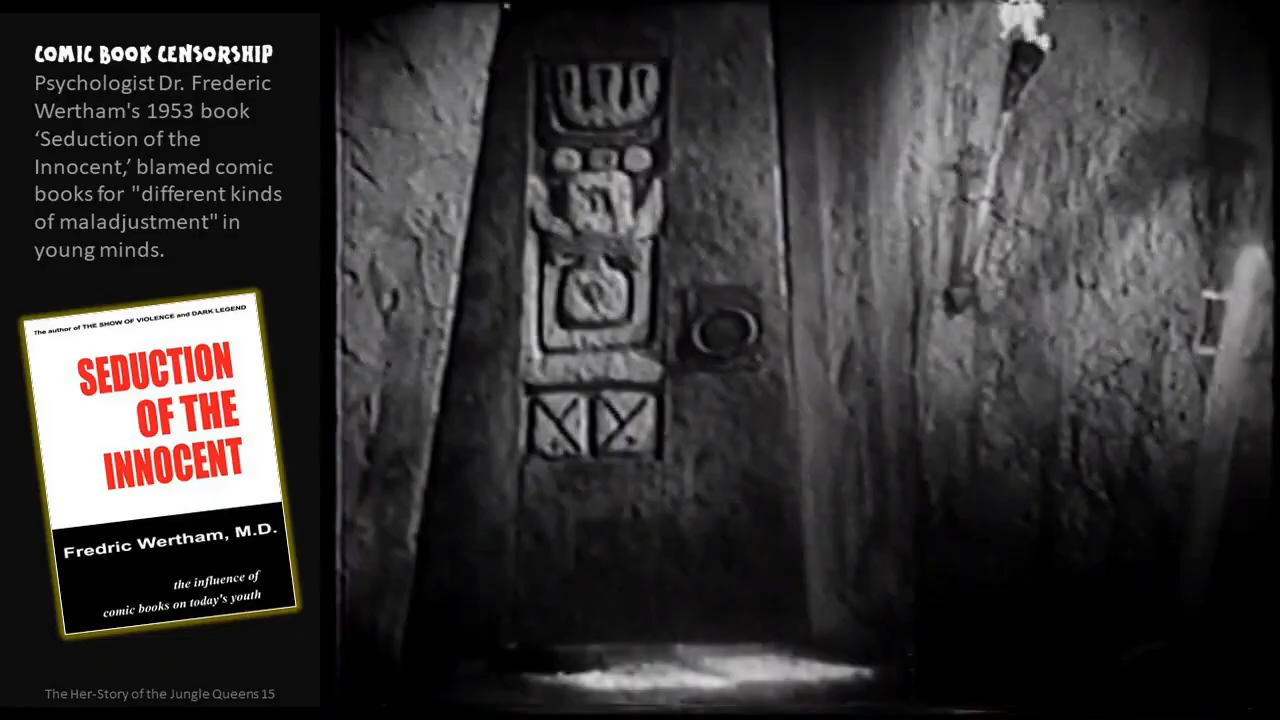 COMIC BOOK CENSORSHIP
Psychologist Dr. Frederic
Wertham's 1953 book
‘Seduction of the
Innocent,’ blamed comic
books for "different kinds
of maladjustment" in
young minds.
The author of THE SHOW OF VIOLENCE and DARK LEGEND
SEDUCTION
OF THE
INNOCENT
Fredric Wertham, M.D.
the influence of
comic books on today's youth
The Her-Story of the Jungle Queens 15